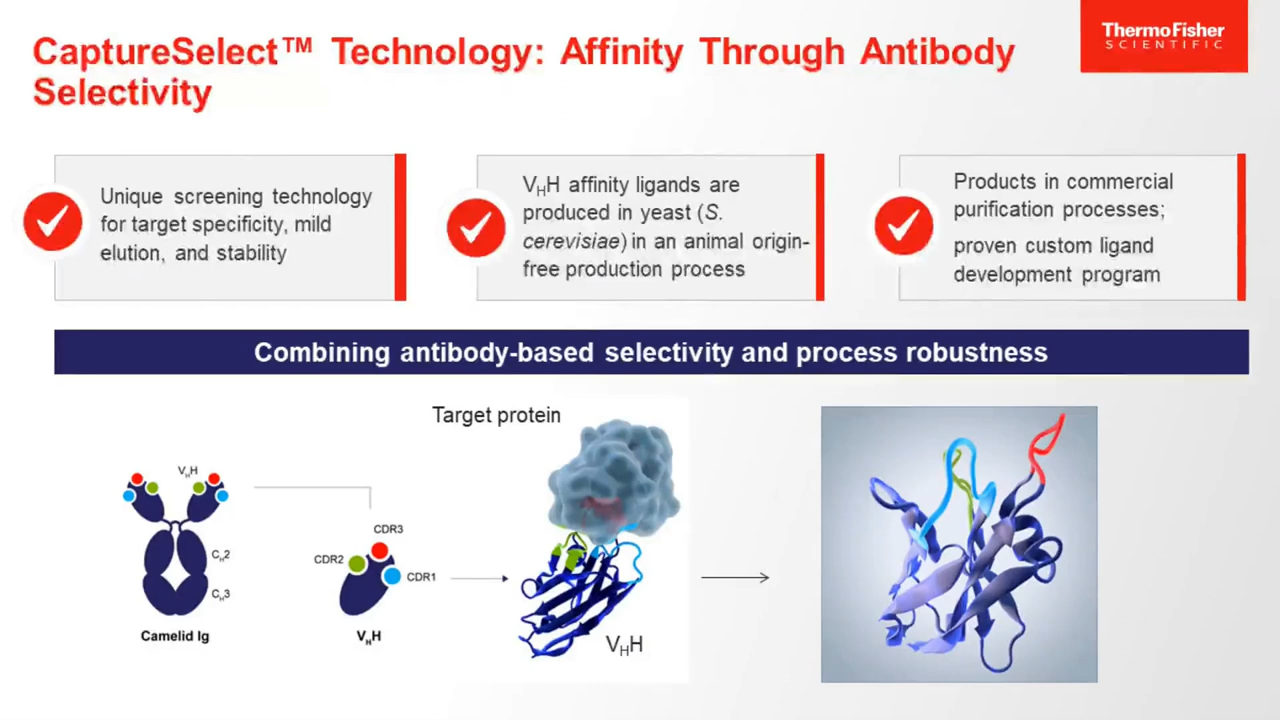 CaptureSelect™ Technology: Affinity Through Antibody
Selectivity
ThermoFisher
SCIENTIFIC
Unique screening technology
for target specificity, mild
elution, and stability
VHH affinity ligands are
produced in yeast (S.
cerevisiae) in an animal origin-
free production process
Products in commercial
purification processes;
proven custom ligand
development program
Combining antibody-based selectivity and process robustness
Target protein
VHH
CH2
CH3
Camelid Ig
CDR3
CDR2
CDR1
VHH
VHH